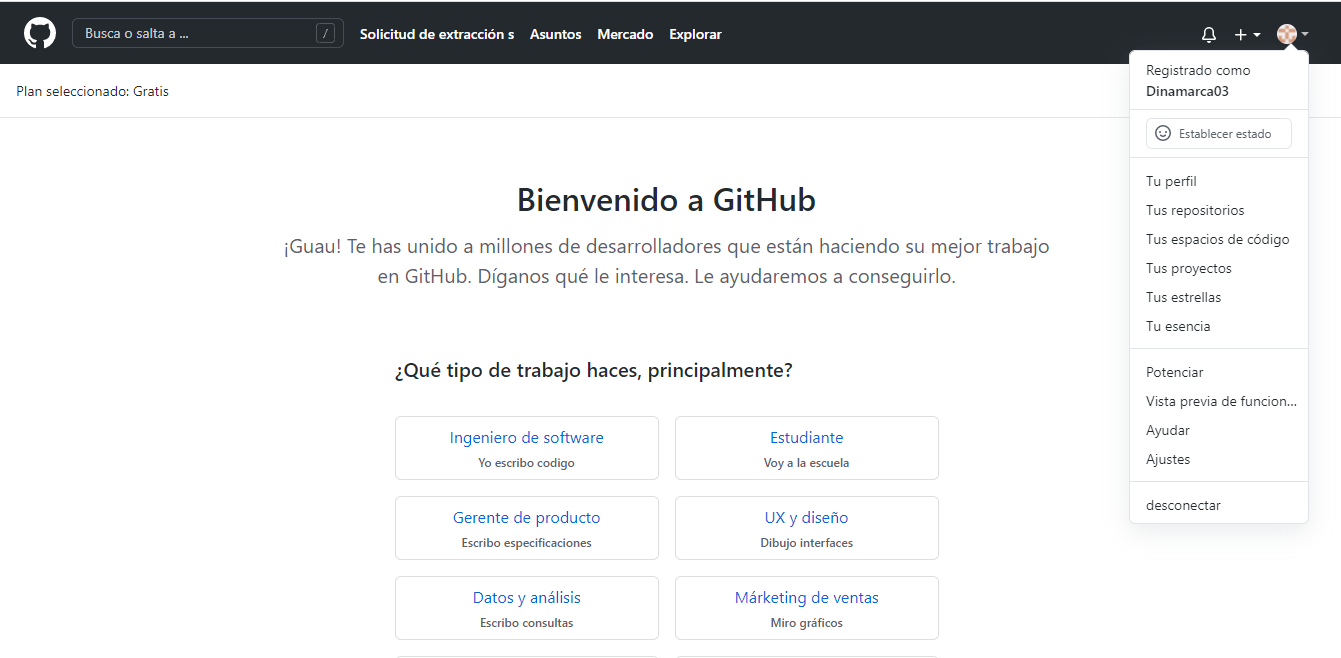 Busca o salta a ...
/
Solicitud de extracción s
Asuntos
Mercado
Explorar
Plan seleccionado: Gratis
Registrado como
Dinamarca03
Establecer estado
Tu perfil
Tus repositorios
Tus espacios de código
Tus proyectos
Tus estrellas
Tu esencia
Potenciar
Vista previa de funcion...
Ayudar
Ajustes
desconectar
Bienvenido a GitHub
¡Guau! Te has unido a millones de desarrolladores que están haciendo su mejor trabajo
en GitHub. Díganos qué le interesa. Le ayudaremos a conseguirlo.
¿Qué tipo de trabajo haces, principalmente?
Ingeniero de software
Yo escribo codigo
Estudiante
Voy a la escuela
Gerente de producto
Escribo especificaciones
UX y diseño
Dibujo interfaces
Datos y análisis
Escribo consultas
Márketing de ventas
Miro gráficos